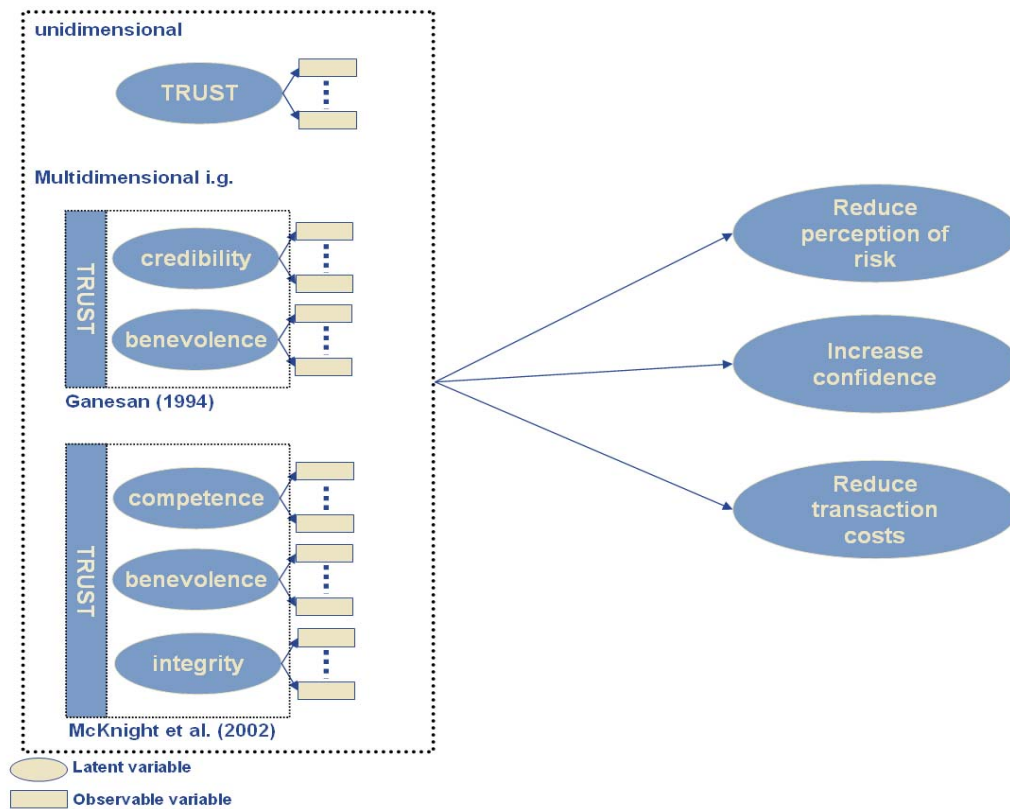 unidimensional
TRUST
Multidimensional i.g.
TRUST
credibility
benevolence
Ganesan (1994)
TRUST
competence
benevolence
integrity
McKnight et al. (2002)
Reduce
perception of
risk
Increase
confidence
Reduce
transaction
costs
Latent variable
Observable variable